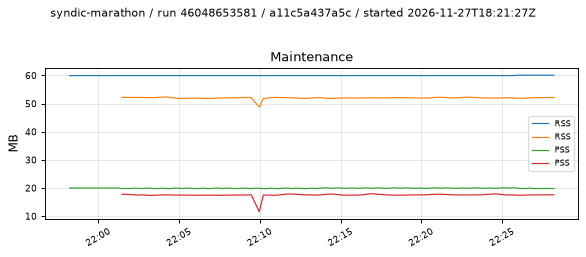 syndic-marathon / run 46048653581 / a11c5a437a5c / started 2026-11-27T18:21:27Z
Maintenance
MB
60
50
40
30
20
10
RSS
RSS
PSS
PSS
22:00
22:05
22:10
22:15
22:20
22:25